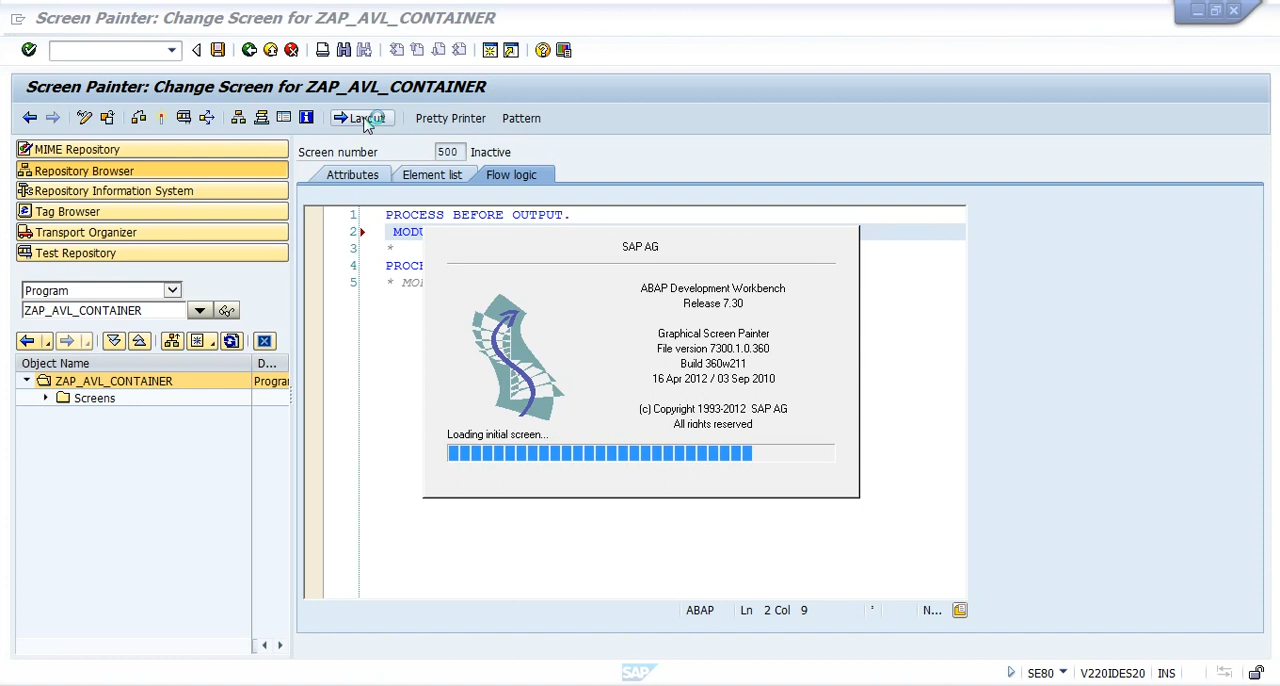 Screen Painter: Change Screen for ZAP_AVL_CONTAINER
Screen Painter: Change Screen for ZAP_AVL_CONTAINER
Layout Pretty Printer Pattern
MIME Repository
Repository Browser
Repository Information System
Tag Browser
Transport Organizer
Test Repository
Program
ZAP_AVL_CONTAINER
Object Name D...
ZAP_AVL_CONTAINER Program
Screens
Screen number 500 Inactive
Attributes Element list Flow logic
1 PROCESS BEFORE OUTPUT.
2 MODU
3 *
4 PROCE
5 * MO
SAP AG
ABAP Development Workbench
Release 7.30
Graphical Screen Painter
File version 7300.1.0.360
Build 360w211
16 Apr 2012 / 03 Sep 2010
(c) Copyright 1993-2012 SAP AG
All rights reserved
Loading initial screen...
ABAP Ln 2 Col 9 * N...
SAP
SE80 V220IDES20 INS